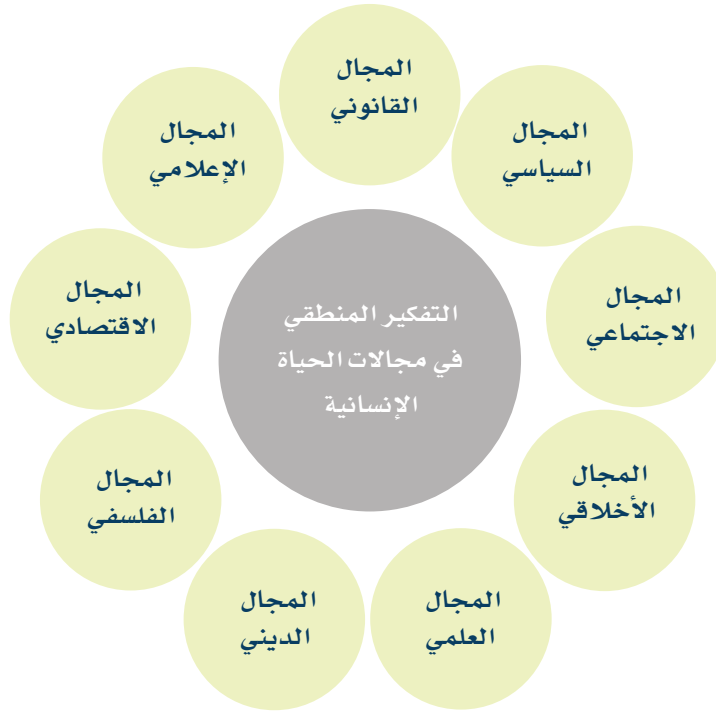 المجال
القانوني
المجال
السياسي
المجال
الاجتماعي
المجال
الأخلاقي
المجال
العلمي
المجال
الديني
المجال
الفلسفي
المجال
الاقتصادي
المجال
الإعلامي
التفكير المنطقي
في مجالات الحياة
الإنسانية